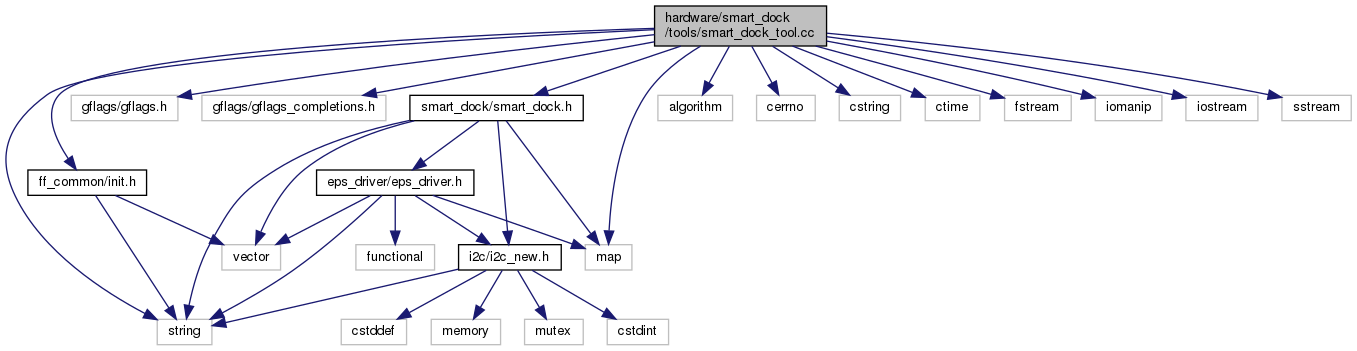 hardware/smart_dock
/tools/smart_dock_tool.cc
gflags/gflags.h
gflags/gflags_completions.h
smart_dock/smart_dock.h
algorithm
cerrno
cstring
ctime
fstream
iomanip
iostream
sstream
ff_common/init.h
eps_driver/eps_driver.h
vector
functional
i2c/i2c_new.h
map
string
cstddef
memory
mutex
cstdint